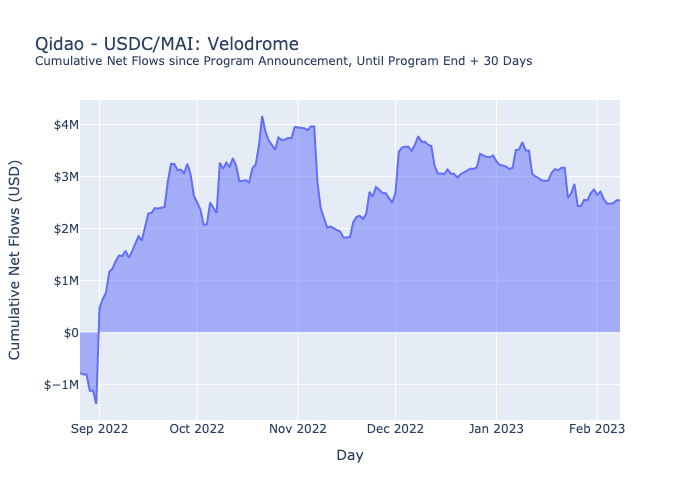 Qidao - USDC/MAI: Velodrome
Cumulative Net Flows since Program Announcement, Until Program End + 30 Days
Cumulative Net Flows (USD)
$4M
$3M
$2M
$1M
$0
$−1M
Sep 2022 Oct 2022 Nov 2022 Dec 2022 Jan 2023 Feb 2023
Day